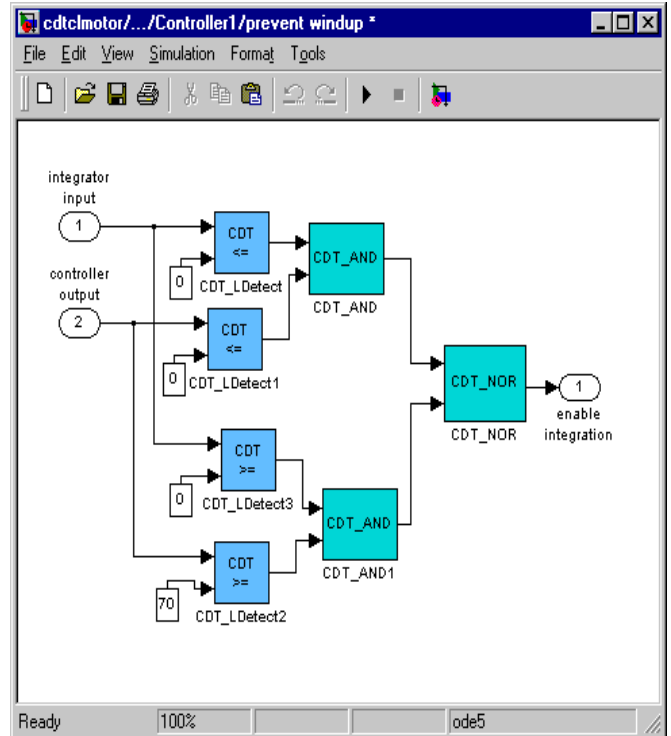 cdtclmotor/.../Controller1/prevent windup *
File Edit View Simulation Format Tools
integrator
input
1
CDT
<=
0
CDT_LDetect
CDT_AND
CDT_AND
controller
output
2
CDT
<=
0
CDT_LDetect1
CDT_NOR
CDT_NOR
1
enable
integration
CDT
>=
0
CDT_LDetect3
CDT_AND
CDT_AND1
CDT
>=
70
CDT_LDetect2
Ready 100% ode5